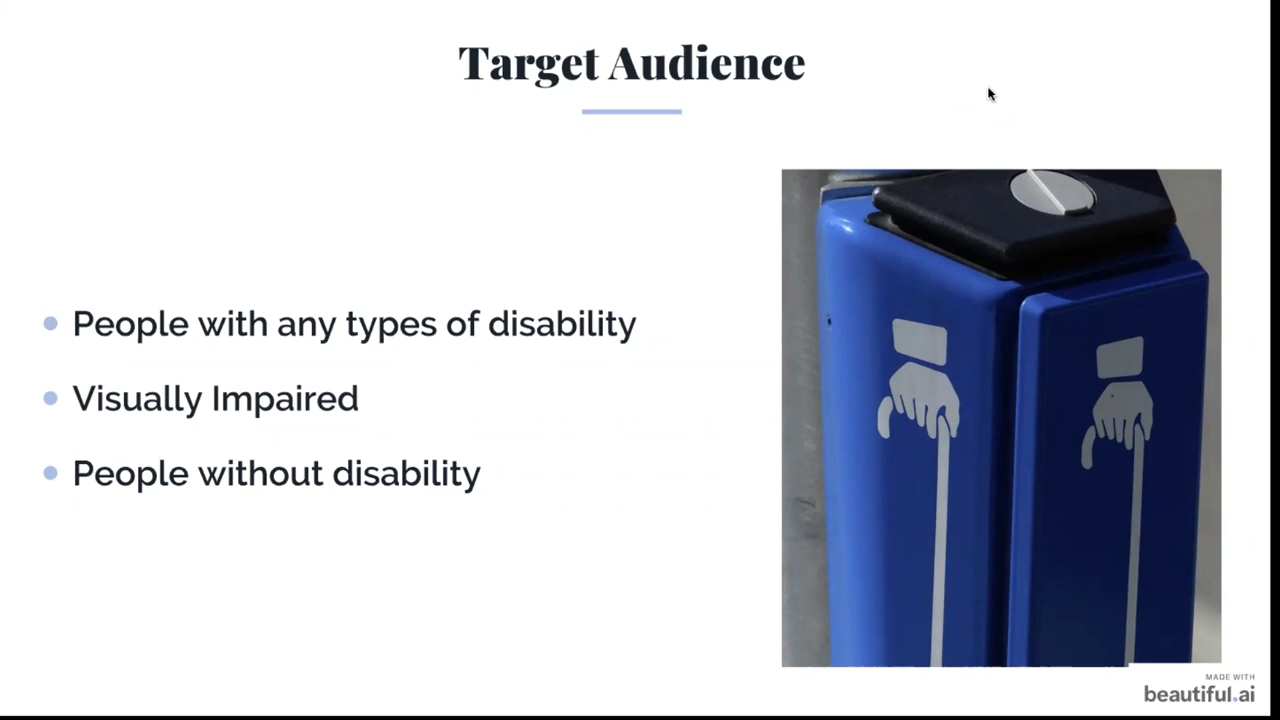 Target Audience
People with any types of disability
Visually Impaired
People without disability
MADE WITH
beautiful.ai